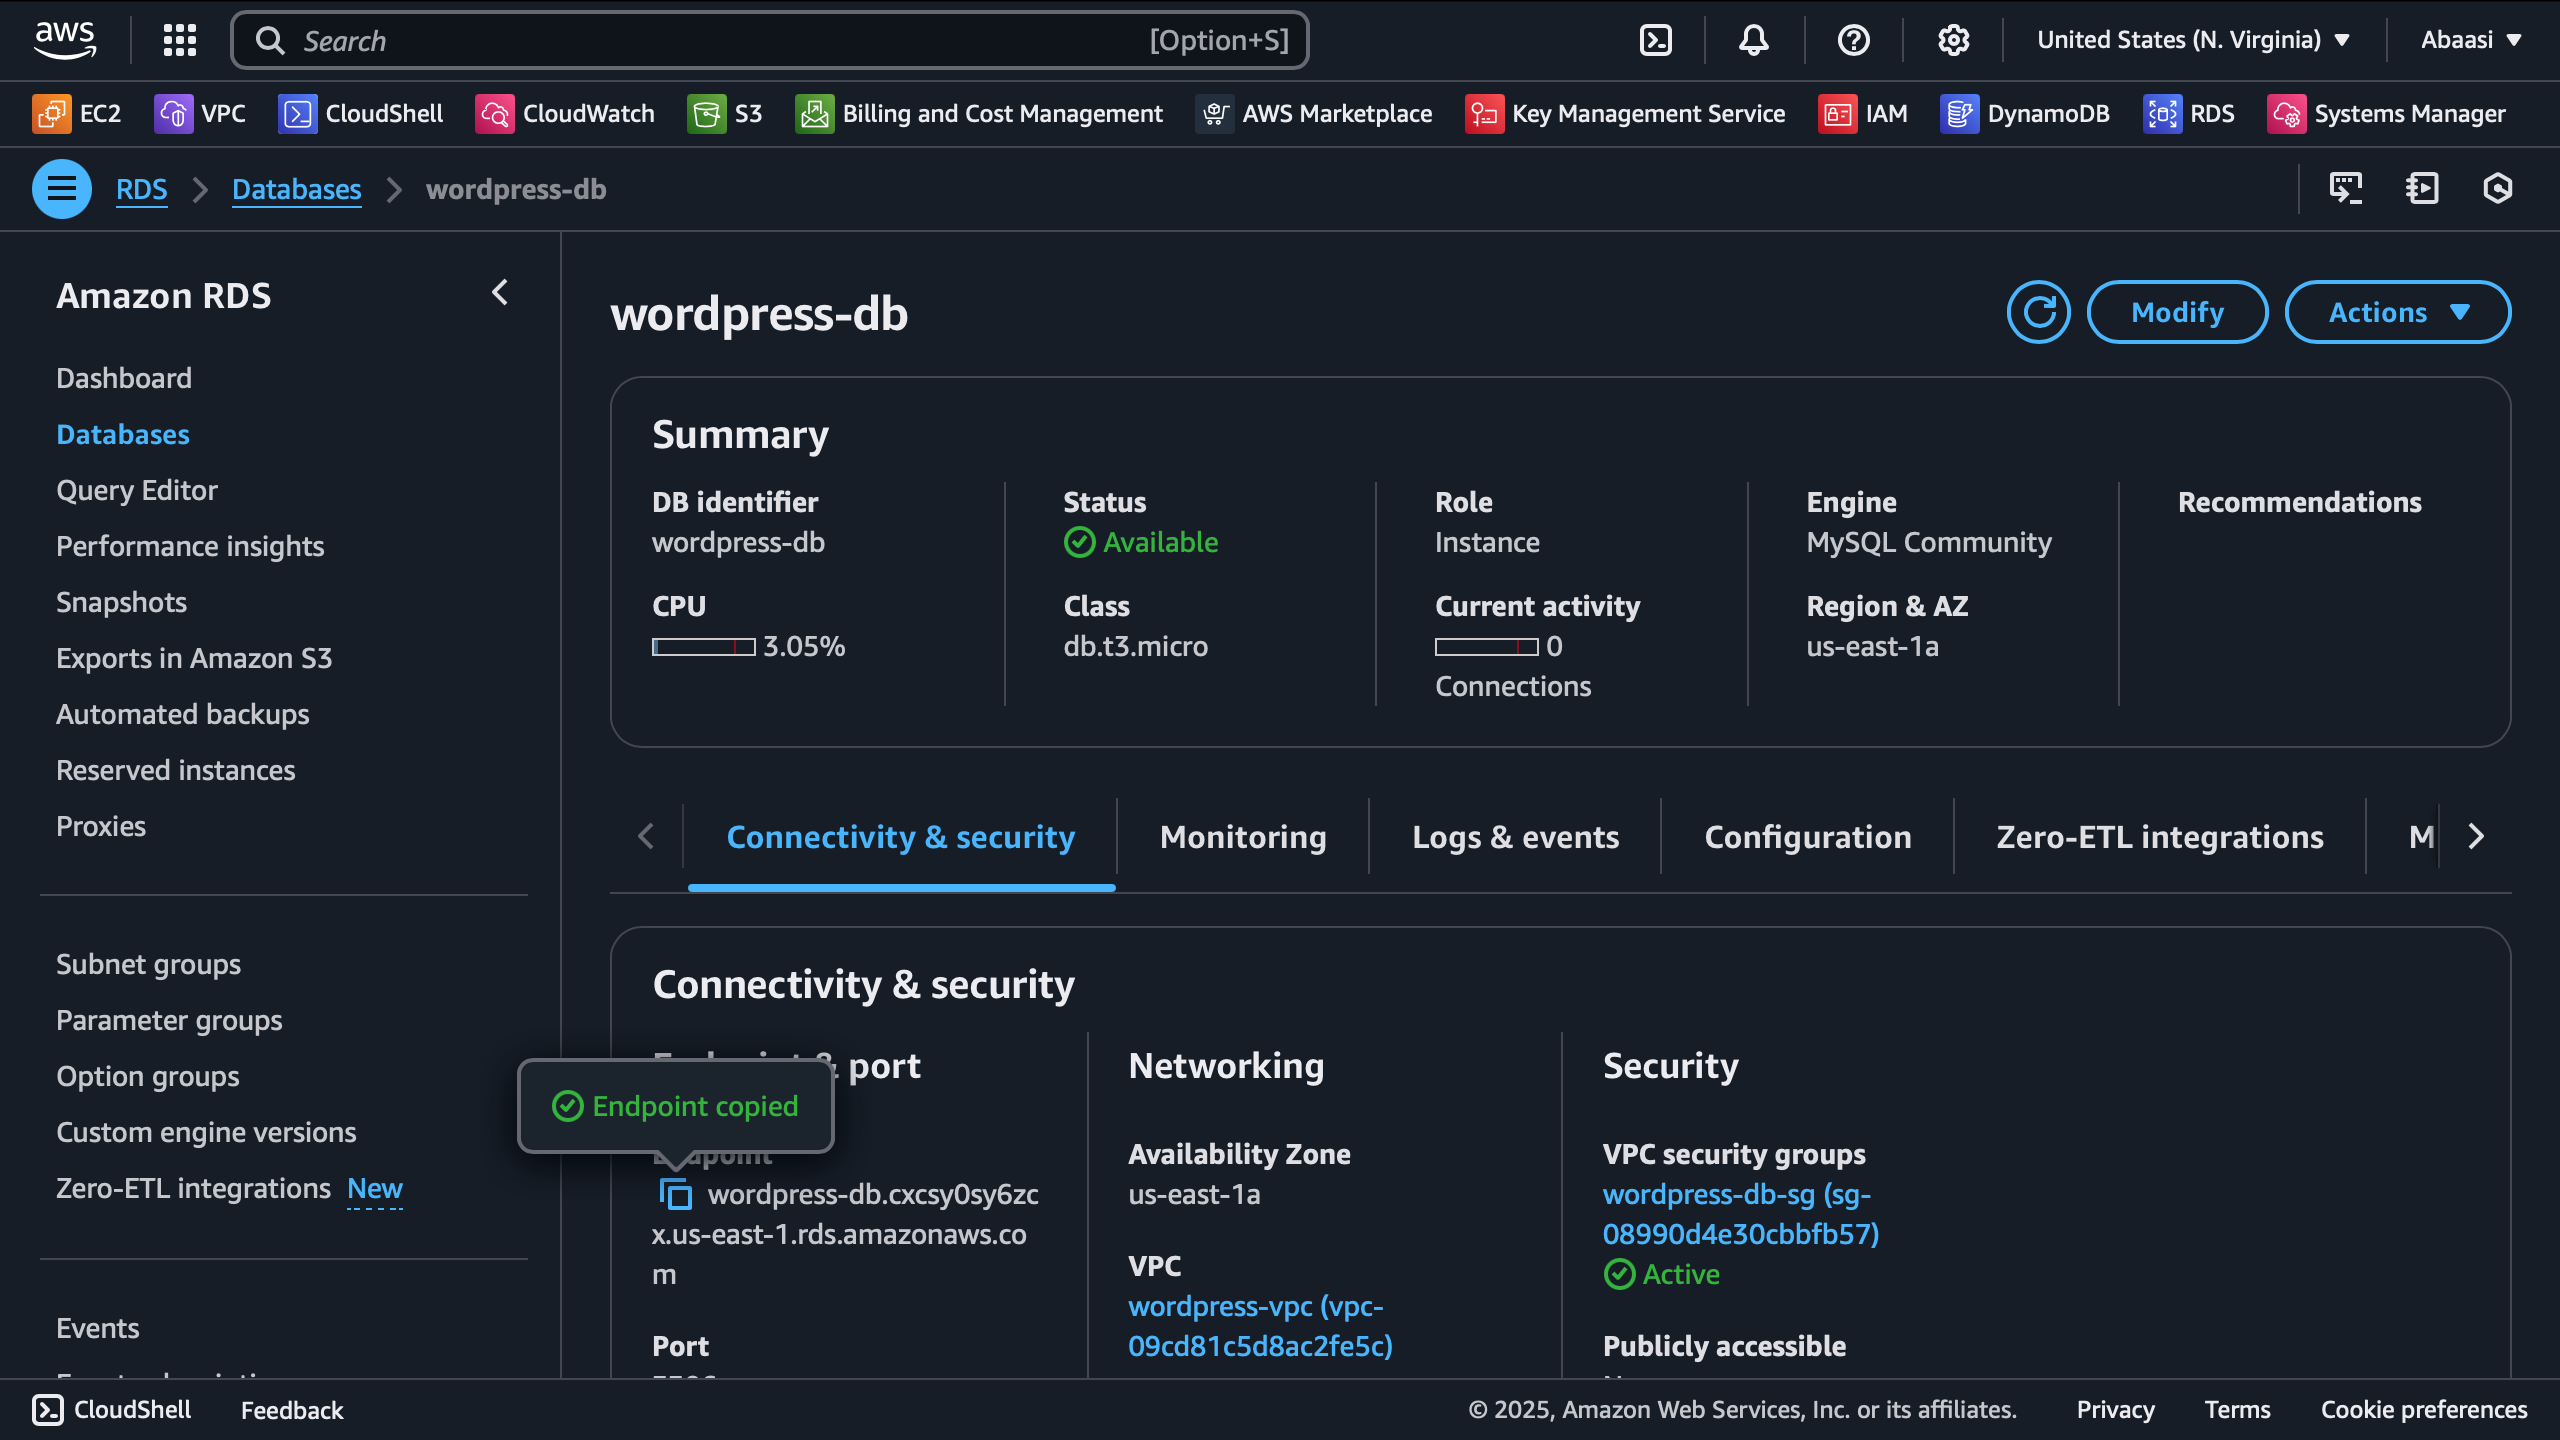 aws
Search
[Option+S]
United States (N. Virginia)
Abaasi
EC2
VPC
CloudShell
CloudWatch
S3
Billing and Cost Management
AWS Marketplace
Key Management Service
IAM
DynamoDB
RDS
Systems Manager
RDS
Databases
wordpress-db
Amazon RDS
Dashboard
Databases
Query Editor
Performance insights
Snapshots
Exports in Amazon S3
Automated backups
Reserved instances
Proxies
Subnet groups
Parameter groups
Option groups
Custom engine versions
Zero-ETL integrations New
Events
wordpress-db
Modify
Actions
Summary
DB identifier
wordpress-db
CPU
3.05%
Status
Available
Class
db.t3.micro
Role
Instance
Current activity
0
Connections
Engine
MySQL Community
Region & AZ
us-east-1a
Recommendations
Connectivity & security
Monitoring
Logs & events
Configuration
Zero-ETL integrations
M
Connectivity & security
port
Endpoint copied
wordpress-db.cxcsy0sy6zc
x.us-east-1.rds.amazonaws.co
m
Port
Networking
Availability Zone
us-east-1a
VPC
wordpress-vpc (vpc-
09cd81c5d8ac2fe5c)
Security
VPC security groups
wordpress-db-sg (sg-
08990d4e30cbbfb57)
Active
Publicly accessible
CloudShell
Feedback
© 2025, Amazon Web Services, Inc. or its affiliates.
Privacy
Terms
Cookie preferences